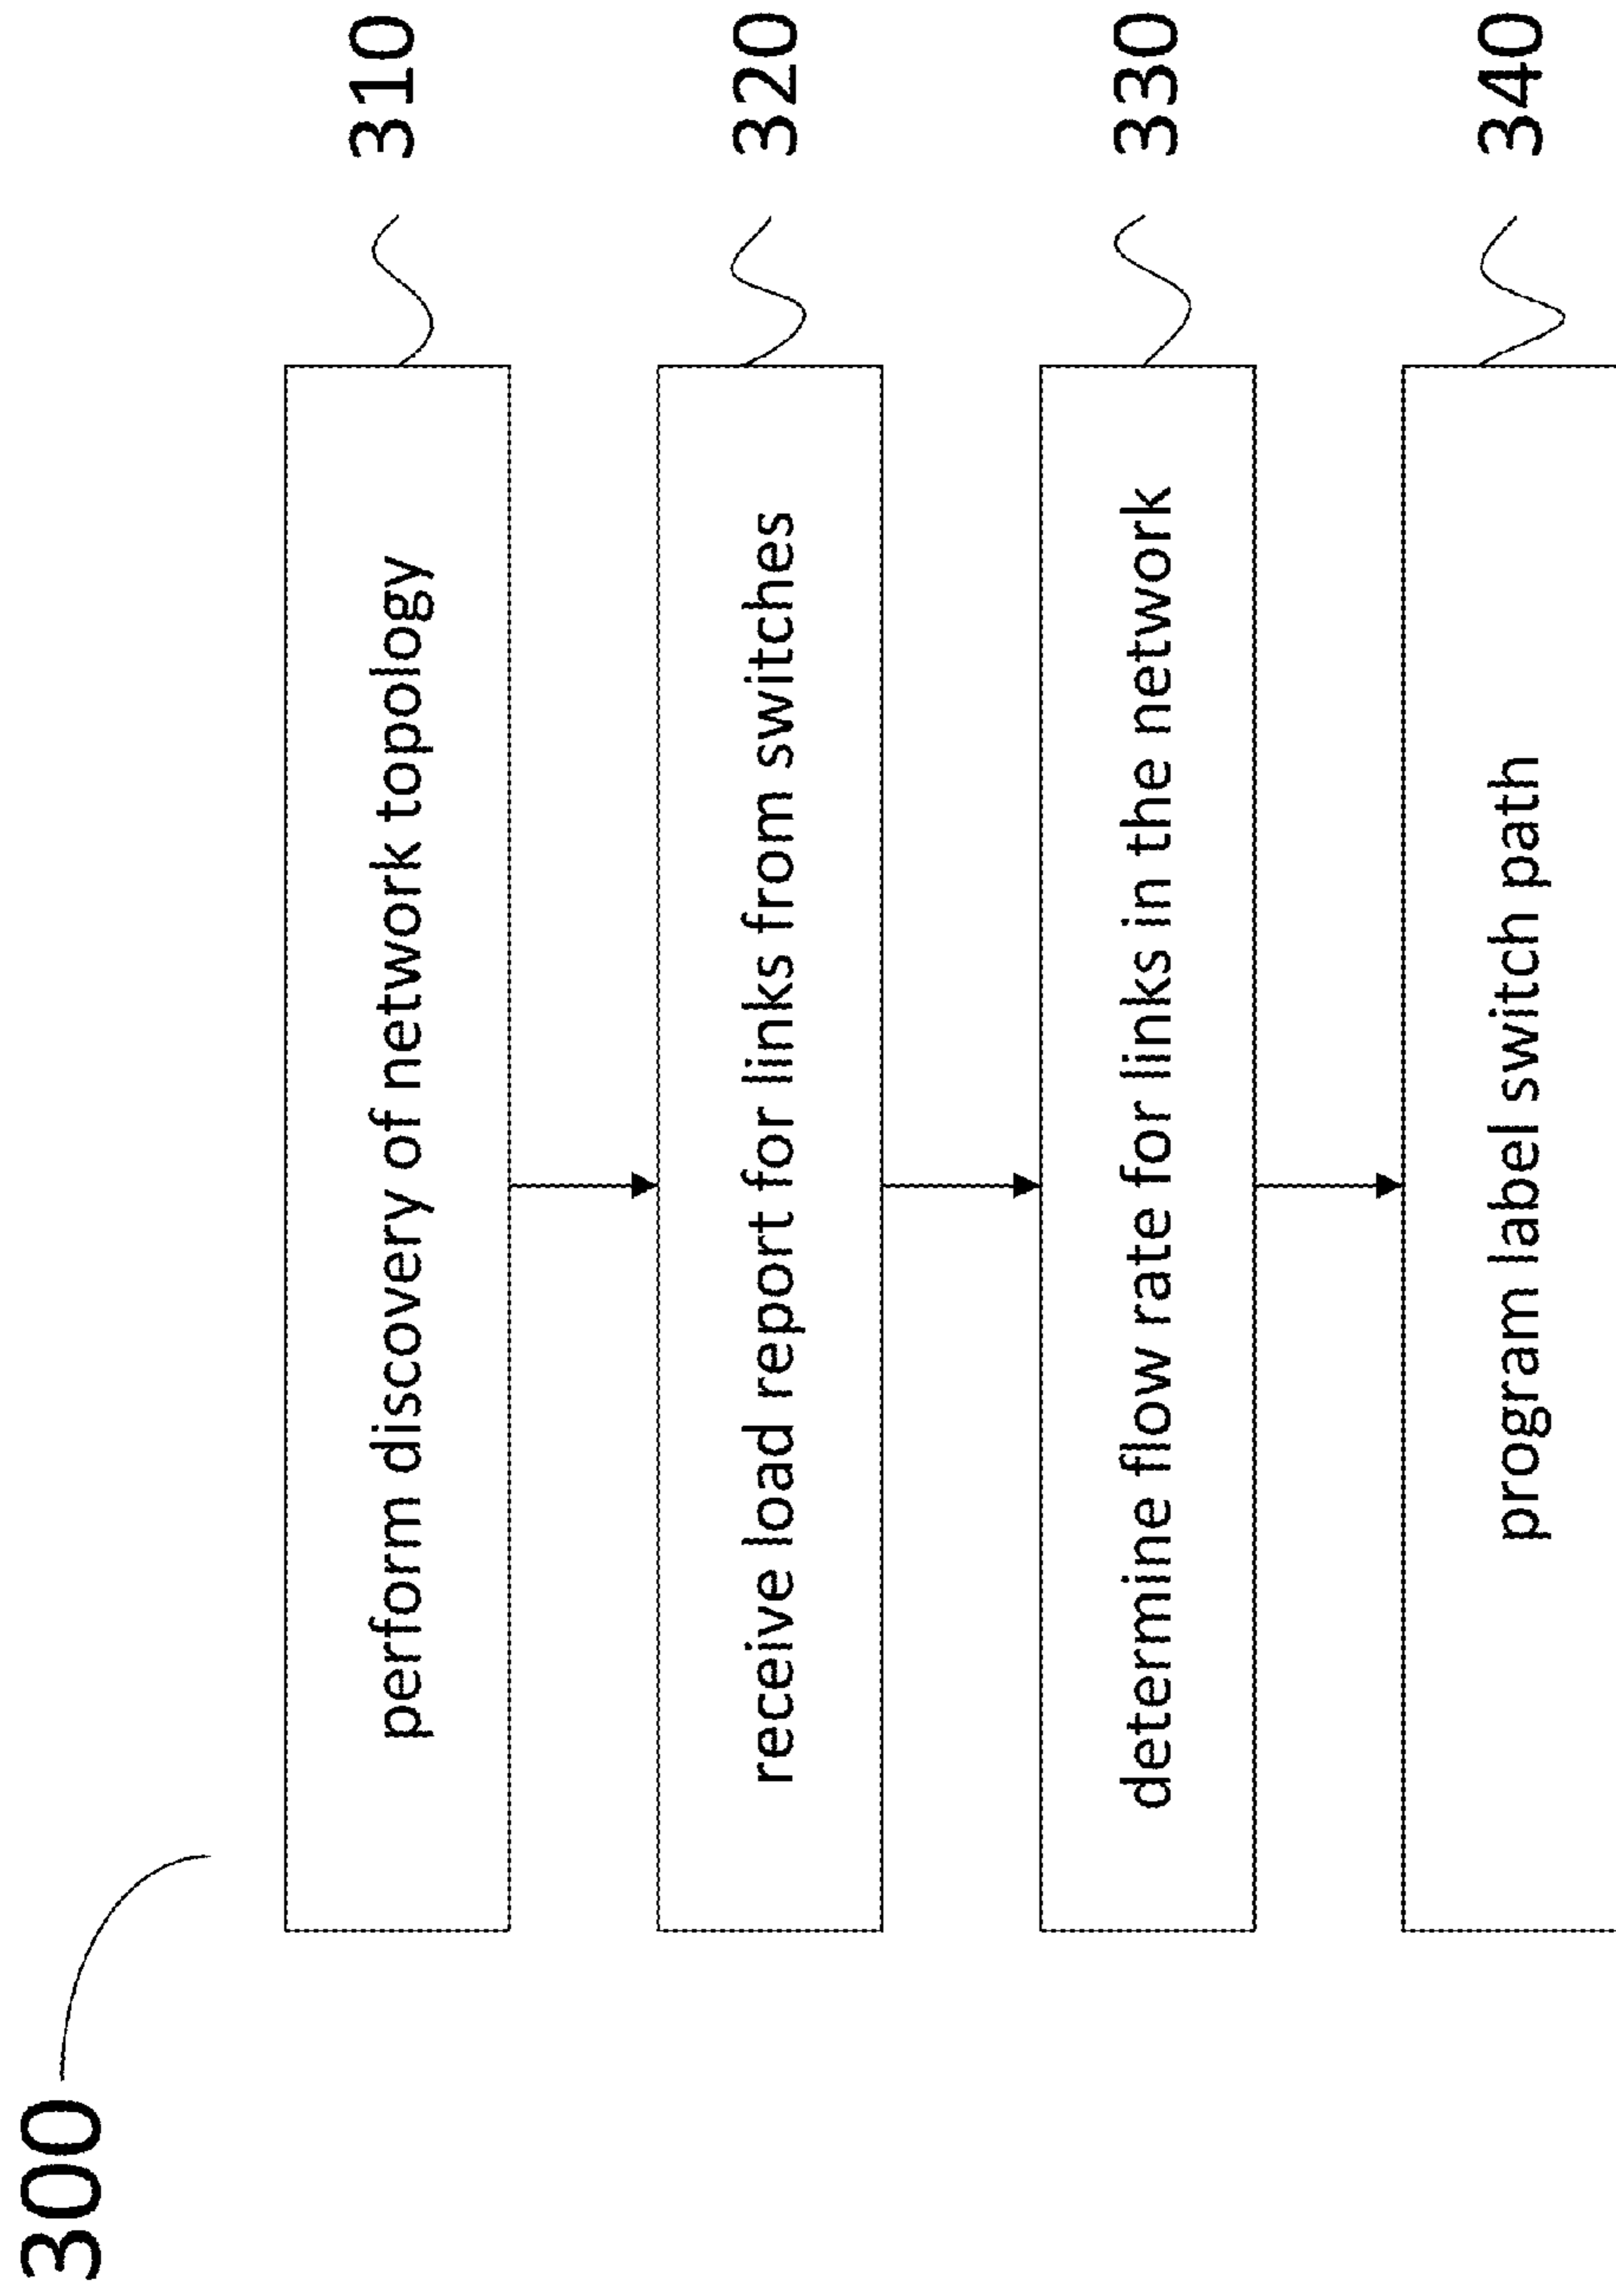 300
perform discovery of network topology
310
receive load report for links from switches
320
determine flow rate for links in the network
330
program label switch path
340